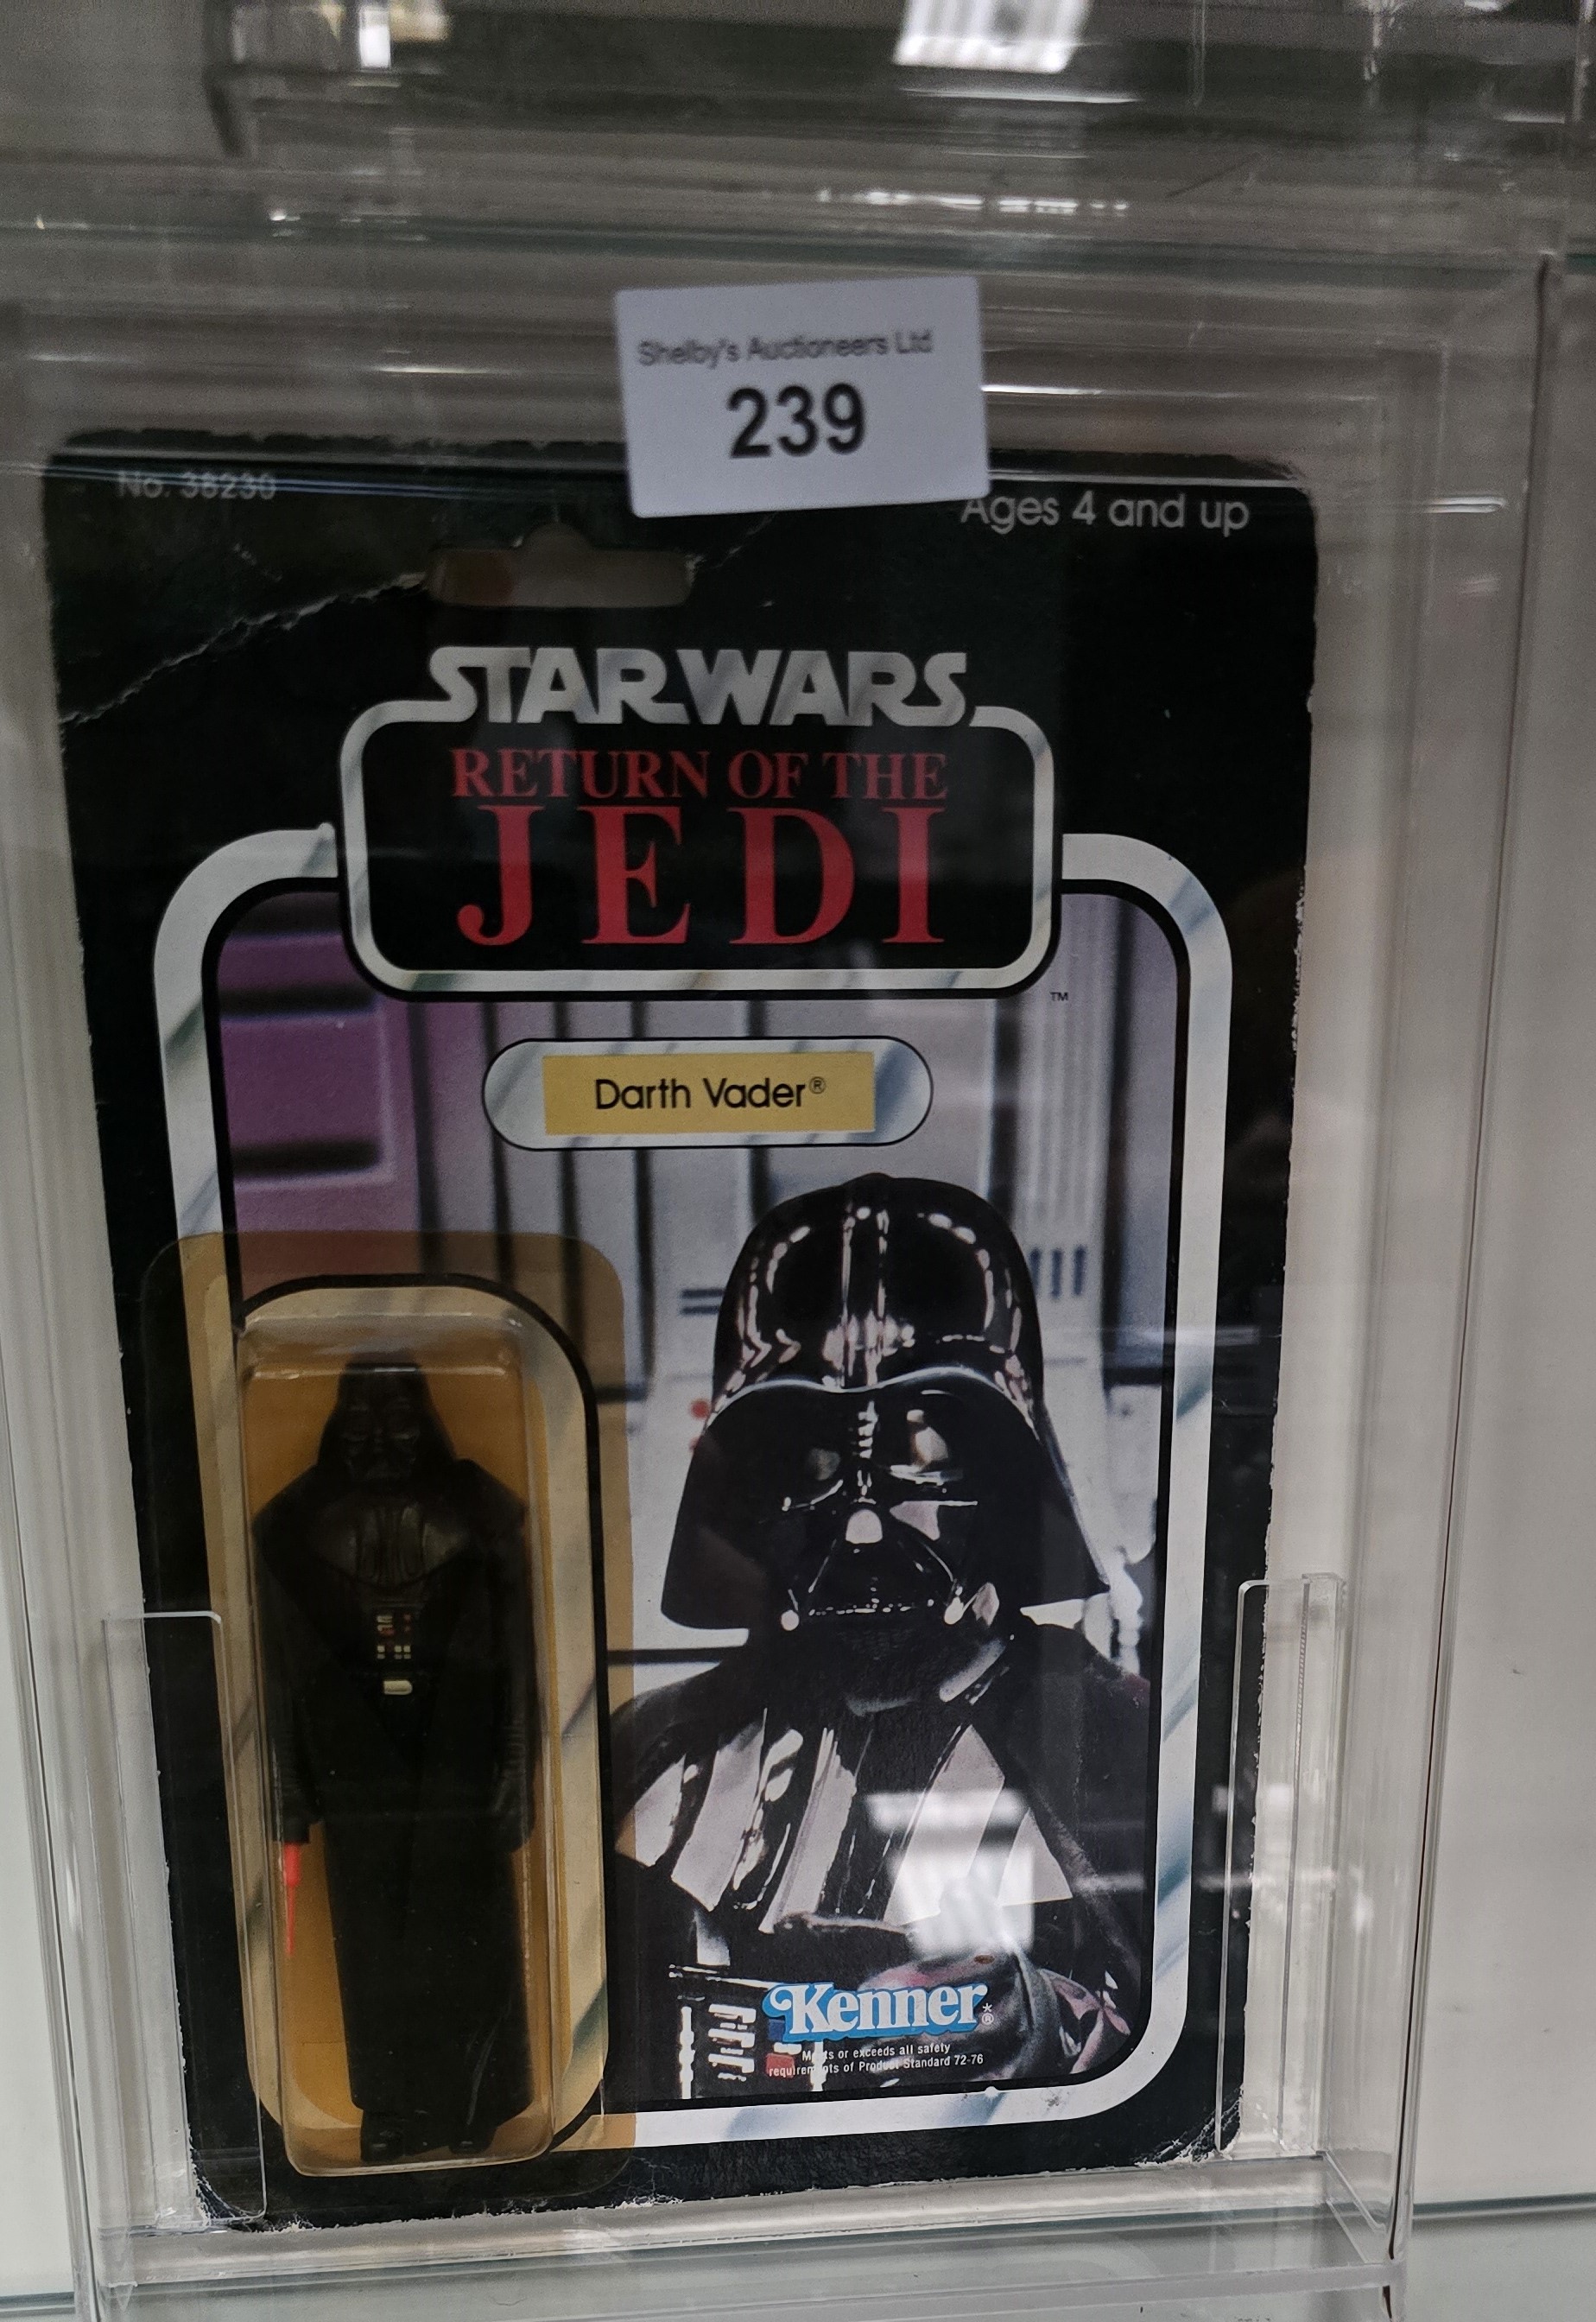 Shelby's Auctioneers Ltd
239
No. 38230
Ages 4 and up
STAR WARS
RETURN OF THE
JEDI
™
Darth Vader®
Kenner®
Meets or exceeds all safety
requirements of Product Standard 72-76